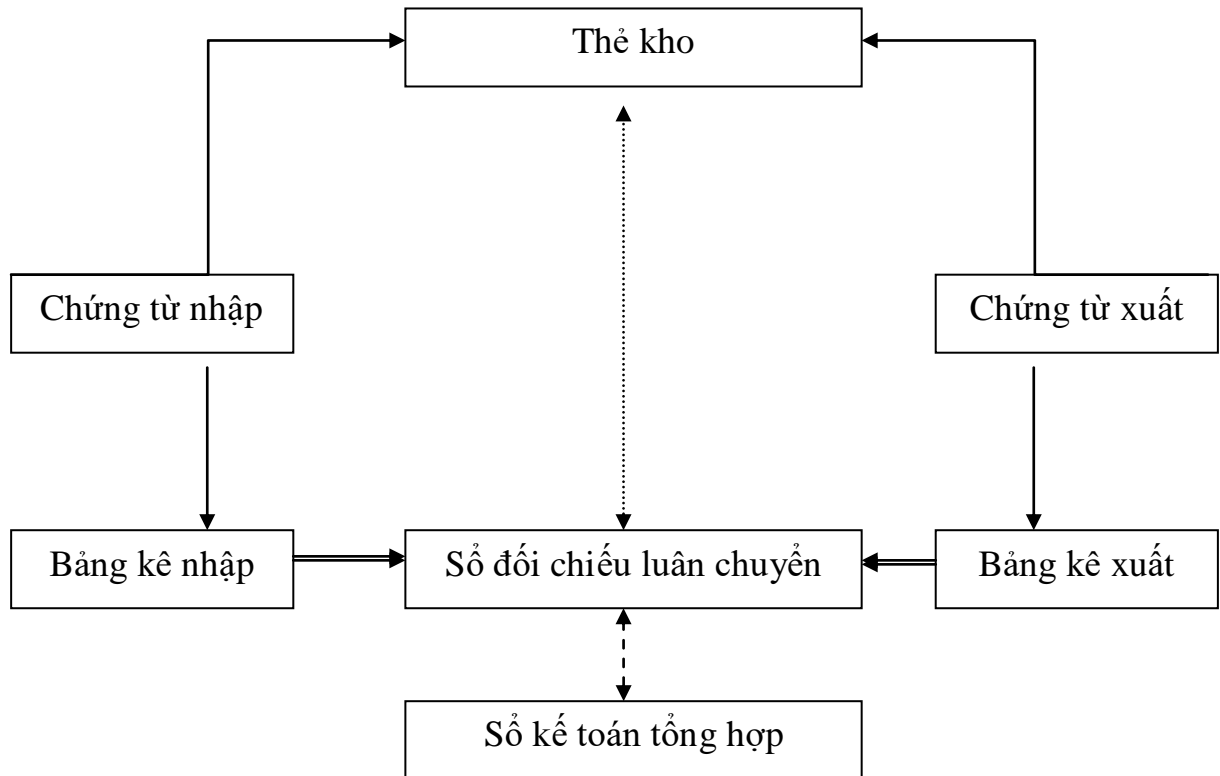 Thẻ kho
Chứng từ nhập
Chứng từ xuất
Bảng kê nhập
Sổ đối chiếu luân chuyển
Bảng kê xuất
Sổ kế toán tổng hợp